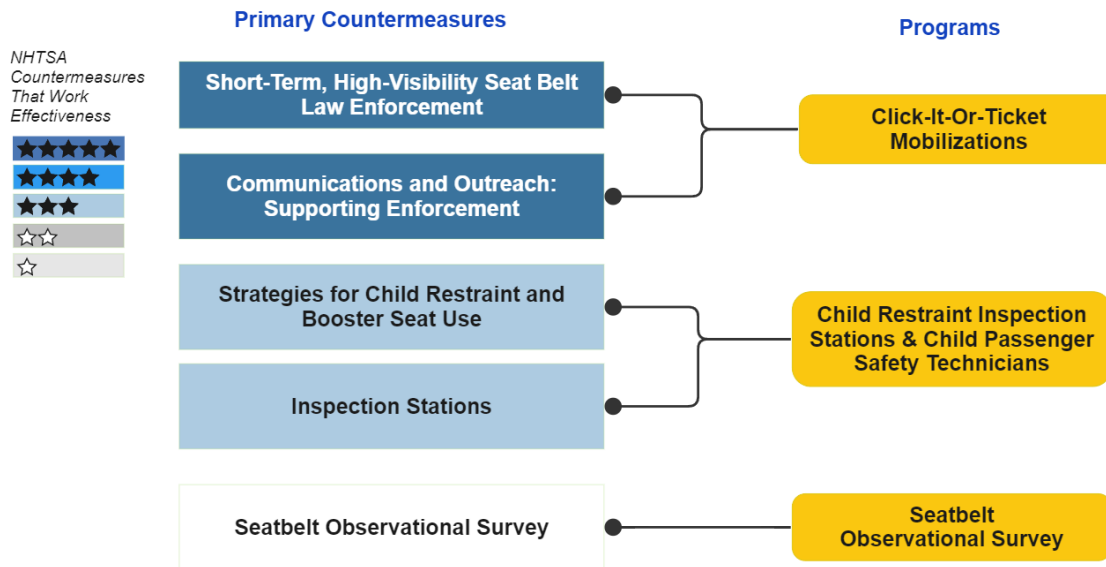 Primary Countermeasures
Programs
NHTSA
Countermeasures
That Work
Effectiveness
Short-Term, High-Visibility Seat Belt
Law Enforcement
Click-It-Or-Ticket
Mobilizations
Communications and Outreach:
Supporting Enforcement
Strategies for Child Restraint and
Booster Seat Use
Child Restraint Inspection
Stations & Child Passenger
Safety Technicians
Inspection Stations
Seatbelt Observational Survey
Seatbelt
Observational Survey